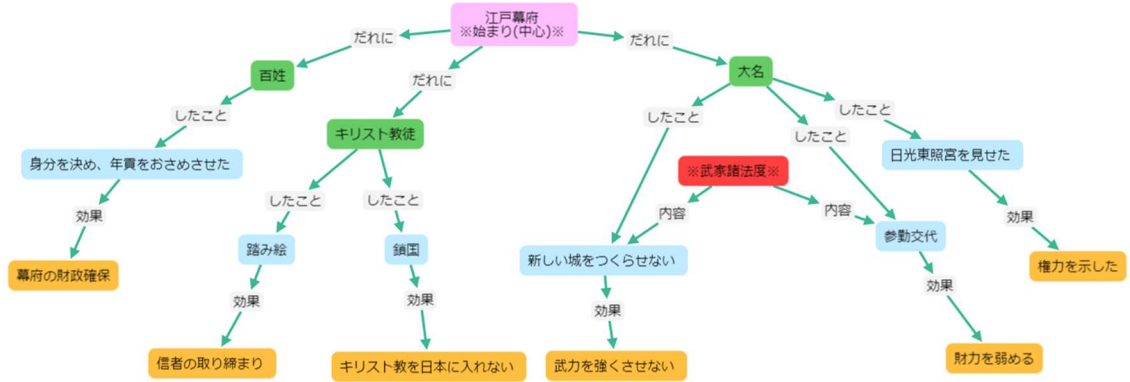 江戸幕府
※始まり(中心)※
だれに
だれに
だれに
百姓
大名
したこと
キリスト教徒
したこと
したこと
したこと
身分を決め、年貢をおさめさせた
※武家諸法度※
日光東照宮を見せた
したこと
したこと
内容
内容
効果
効果
踏み絵
鎖国
新しい城をつくらせない
参勤交代
幕府の財政確保
権力を示した
効果
効果
効果
効果
信者の取り締まり
キリスト教を日本に入れない
武力を強くさせない
財力を弱める